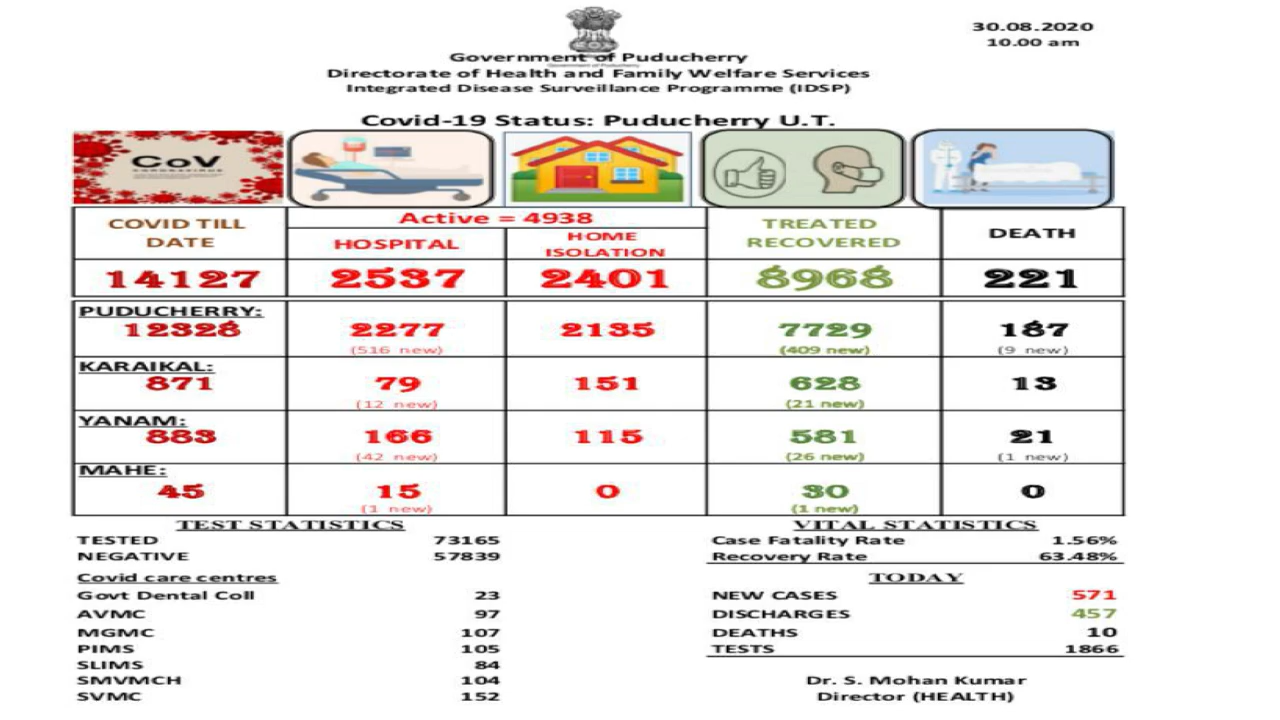 30.08.2020
10.00 am
Government of Puducherry
Directorate of Health and Family Welfare Services
Integrated Disease Surveillance Programme (IDSP)
Covid-19 Status: Puducherry U.T.
CoV
CORONAVIRUS
COVID TILL DATE
Active = 4938
HOSPITAL
HOME ISOLATION
TREATED RECOVERED
DEATH
14127 2537 2401 8968 221
PUDUCHERRY:
12328 2277 2135 7729 187
(516 new) (409 new) (9 new)
KARAIKAL:
871 79 151 628 13
(12 new) (21 new)
YANAM:
883 166 115 581 21
(42 new) (26 new) (1 new)
MAHE:
45 15 0 30 0
(1 new) (1 new)
TEST STATISTICS
TESTED 73165
NEGATIVE 57839
Covid care centres
Govt Dental Coll 23
AVMC 97
MGMC 107
PIMS 105
SLIMS 84
SMVMCH 104
SVMC 152
VITAL STATISTICS
Case Fatality Rate 1.56%
Recovery Rate 63.48%
TODAY
NEW CASES 571
DISCHARGES 457
DEATHS 10
TESTS 1866
Dr. S. Mohan Kumar
Director (HEALTH)